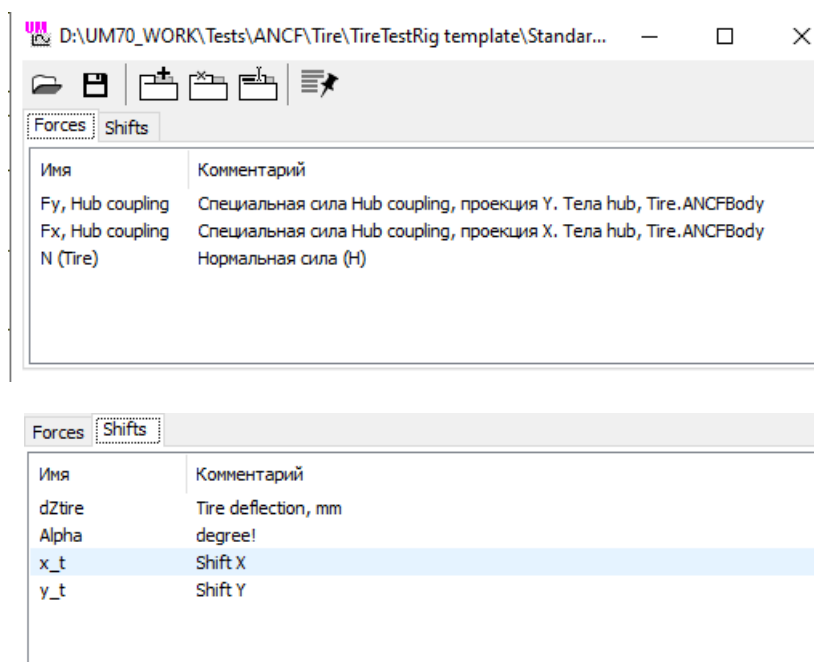 UM D:\UM70_WORK\Tests\ANCF\Tire\TireTestRig template\Standar...
Forces Shifts
Имя Комментарий
Fy, Hub coupling Специальная сила Hub coupling, проекция Y. Тела hub, Tire.ANCFBody
Fx, Hub coupling Специальная сила Hub coupling, проекция X. Тела hub, Tire.ANCFBody
N (Tire) Нормальная сила (Н)
Forces Shifts
Имя Комментарий
dZtire Tire deflection, mm
Alpha degree!
x_t Shift X
y_t Shift Y